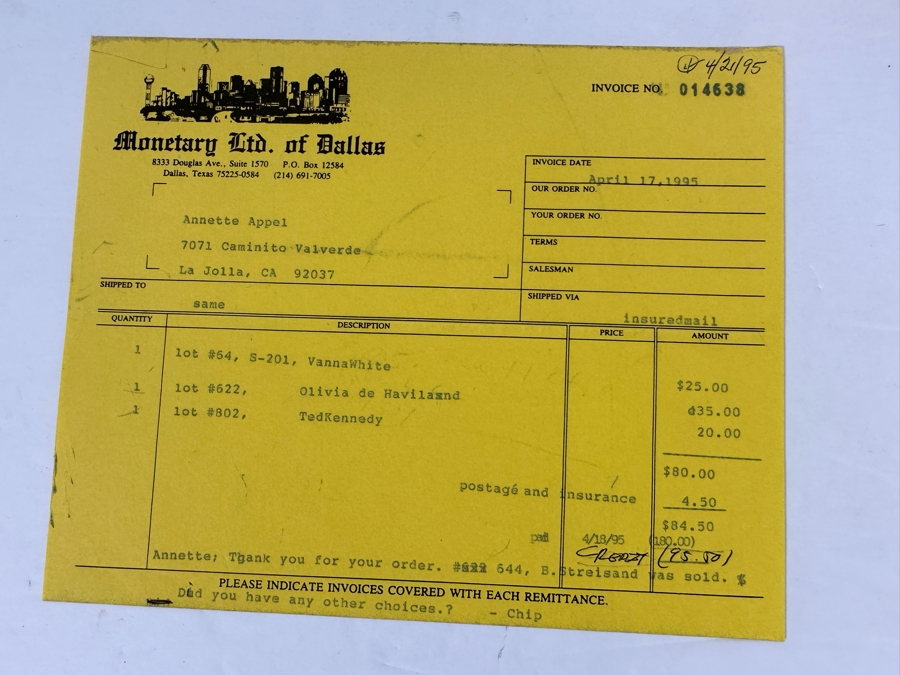 4/21/95
INVOICE NO. 014638
Monetary Ltd. of Dallas
8333 Douglas Ave., Suite 1570 P.O. Box 12584
Dallas, Texas 75225-0584 (214) 691-7005
INVOICE DATE
April 17,1995
OUR ORDER NO.
YOUR ORDER NO.
TERMS
SALESMAN
SHIPPED VIA
insuredmail
Annette Appel
7071 Caminito Valverde
La Jolla, CA 92037
SHIPPED TO
same
QUANTITY DESCRIPTION PRICE AMOUNT
1 lot #64, S-201, VannaWhite $25.00
1 lot #622, Olivia de Havilaxnd 35.00
1 lot #802, TedKennedy 20.00
$80.00
postage and insurance 4.50
$84.50
paid 4/18/95 (180.00)
CREDIT (95.50)
Annette; Thank you for your order. # 644, B.Streisand was sold.
PLEASE INDICATE INVOICES COVERED WITH EACH REMITTANCE.
Did you have any other choices.? - Chip